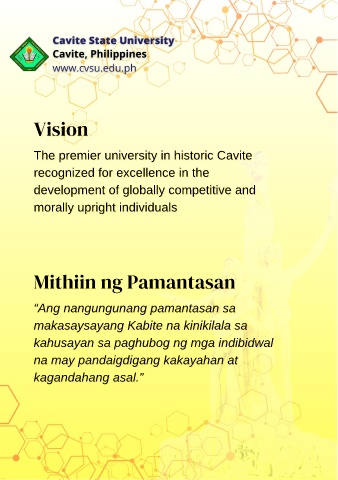 Cavite State University
Cavite, Philippines
www.cvsu.edu.ph
Vision
The premier university in historic Cavite
recognized for excellence in the
development of globally competitive and
morally upright individuals
Mithiin ng Pamantasan
“Ang nangungunang pamantasan sa
makasaysayang Kabite na kinikilala sa
kahusayan sa paghubog ng mga indibidwal
na may pandaigdigang kakayahan at
kagandahang asal.”